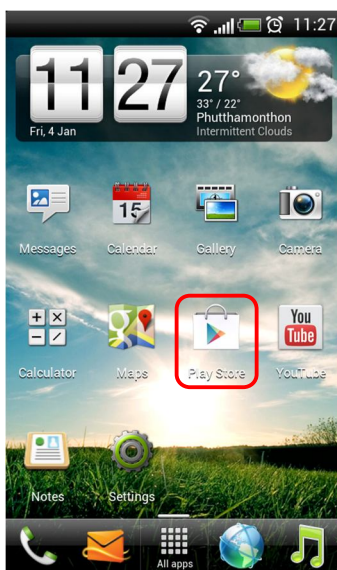 11:27
11 27
27°
33° / 22°
Phutthamonthon
Fri, 4 Jan
Intermittent Clouds
15
Messages
Calendar
Gallery
Camera
You
Tube
Calculator
Maps
Play Store
YouTube
Notes
Settings
All apps